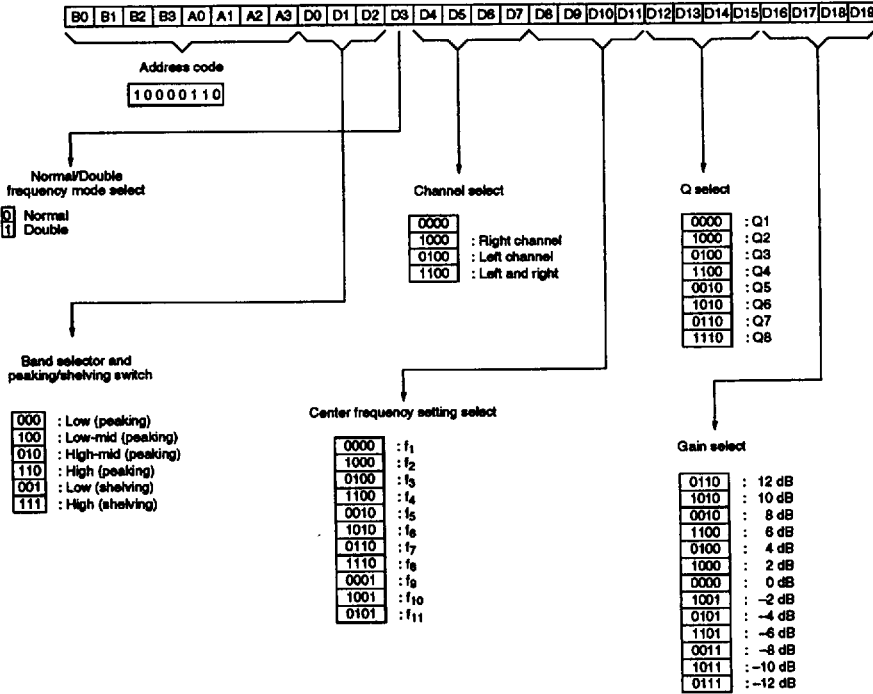 B0 B1 B2 B3 A0 A1 A2 A3 D0 D1 D2 D3 D4 D5 D6 D7 D8 D9 D10 D11 D12 D13 D14 D15 D16 D17 D18 D19
Address code
10000110
Normal/Double
frequency mode select
0 Normal
1 Double
Channel select
0000
1000 : Right channel
0100 : Left channel
1100 : Left and right
Q select
0000 : Q1
1000 : Q2
0100 : Q3
1100 : Q4
0010 : Q5
1010 : Q6
0110 : Q7
1110 : Q8
Band selector and
peaking/shelving switch
000 : Low (peaking)
100 : Low-mid (peaking)
010 : High-mid (peaking)
110 : High (peaking)
001 : Low (shelving)
111 : High (shelving)
Center frequency setting select
0000 : f1
1000 : f2
0100 : f3
1100 : f4
0010 : f5
1010 : f6
0110 : f7
1110 : f8
0001 : f9
1001 : f10
0101 : f11
Gain select
0110 : 12 dB
1010 : 10 dB
0010 : 8 dB
1100 : 6 dB
0100 : 4 dB
1000 : 2 dB
0000 : 0 dB
1001 : –2 dB
0101 : –4 dB
1101 : –6 dB
0011 : –8 dB
1011 : –10 dB
0111 : –12 dB